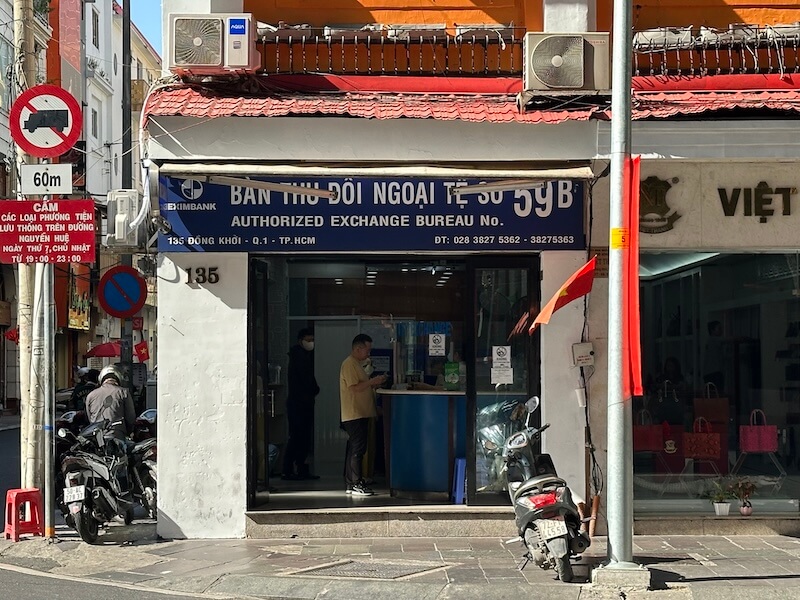 AQUA
60m
CẤM
CÁC LOẠI PHƯƠNG TIỆN
LƯU THÔNG TRÊN ĐƯỜNG
NGUYỄN HUỆ
NGÀY THỨ 7, CHỦ NHẬT
TỪ 19:00 - 23:00
EXIMBANK
BÀN THU ĐỔI NGOẠI TỆ SỐ 59B
AUTHORIZED EXCHANGE BUREAU No.
135 ĐỒNG KHỞI - Q.1 - TP.HCM
ĐT: 028 3827 5362 - 38275363
135
VIỆT
5